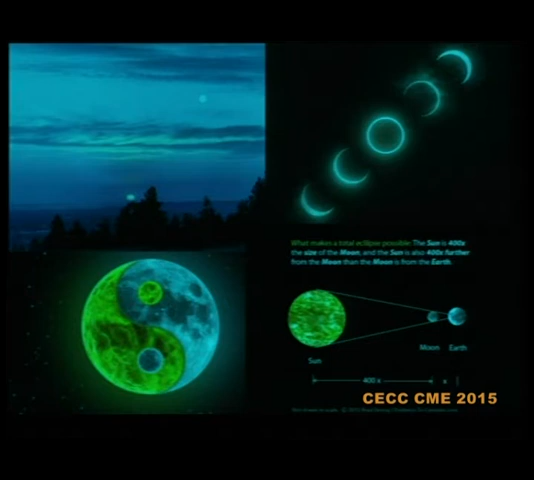 What makes a total eclipse possible: The Sun is 400x
the size of the Moon, and the Sun is also 400x further
from the Moon than the Moon is from the Earth.
Moon Earth
Sun
400 x
x
CECC CME 2015